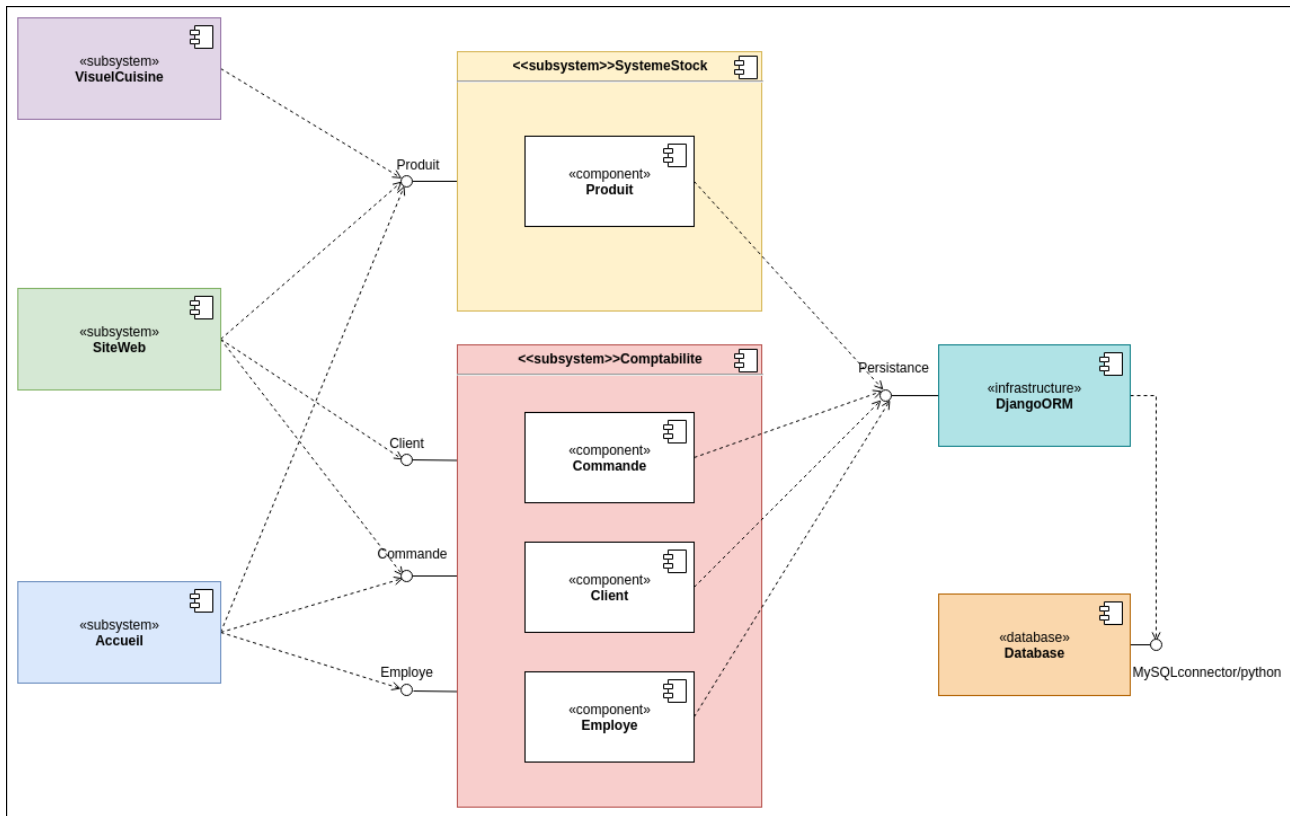 «subsystem»
VisuelCuisine
<<subsystem>>SystemeStock
«component»
Produit
Produit
«subsystem»
SiteWeb
<<subsystem>>Comptabilite
Persistance
«infrastructure»
DjangoORM
«component»
Commande
Client
Commande
«component»
Client
«subsystem»
Accueil
«database»
Database
MySQLconnector/python
Employe
«component»
Employe